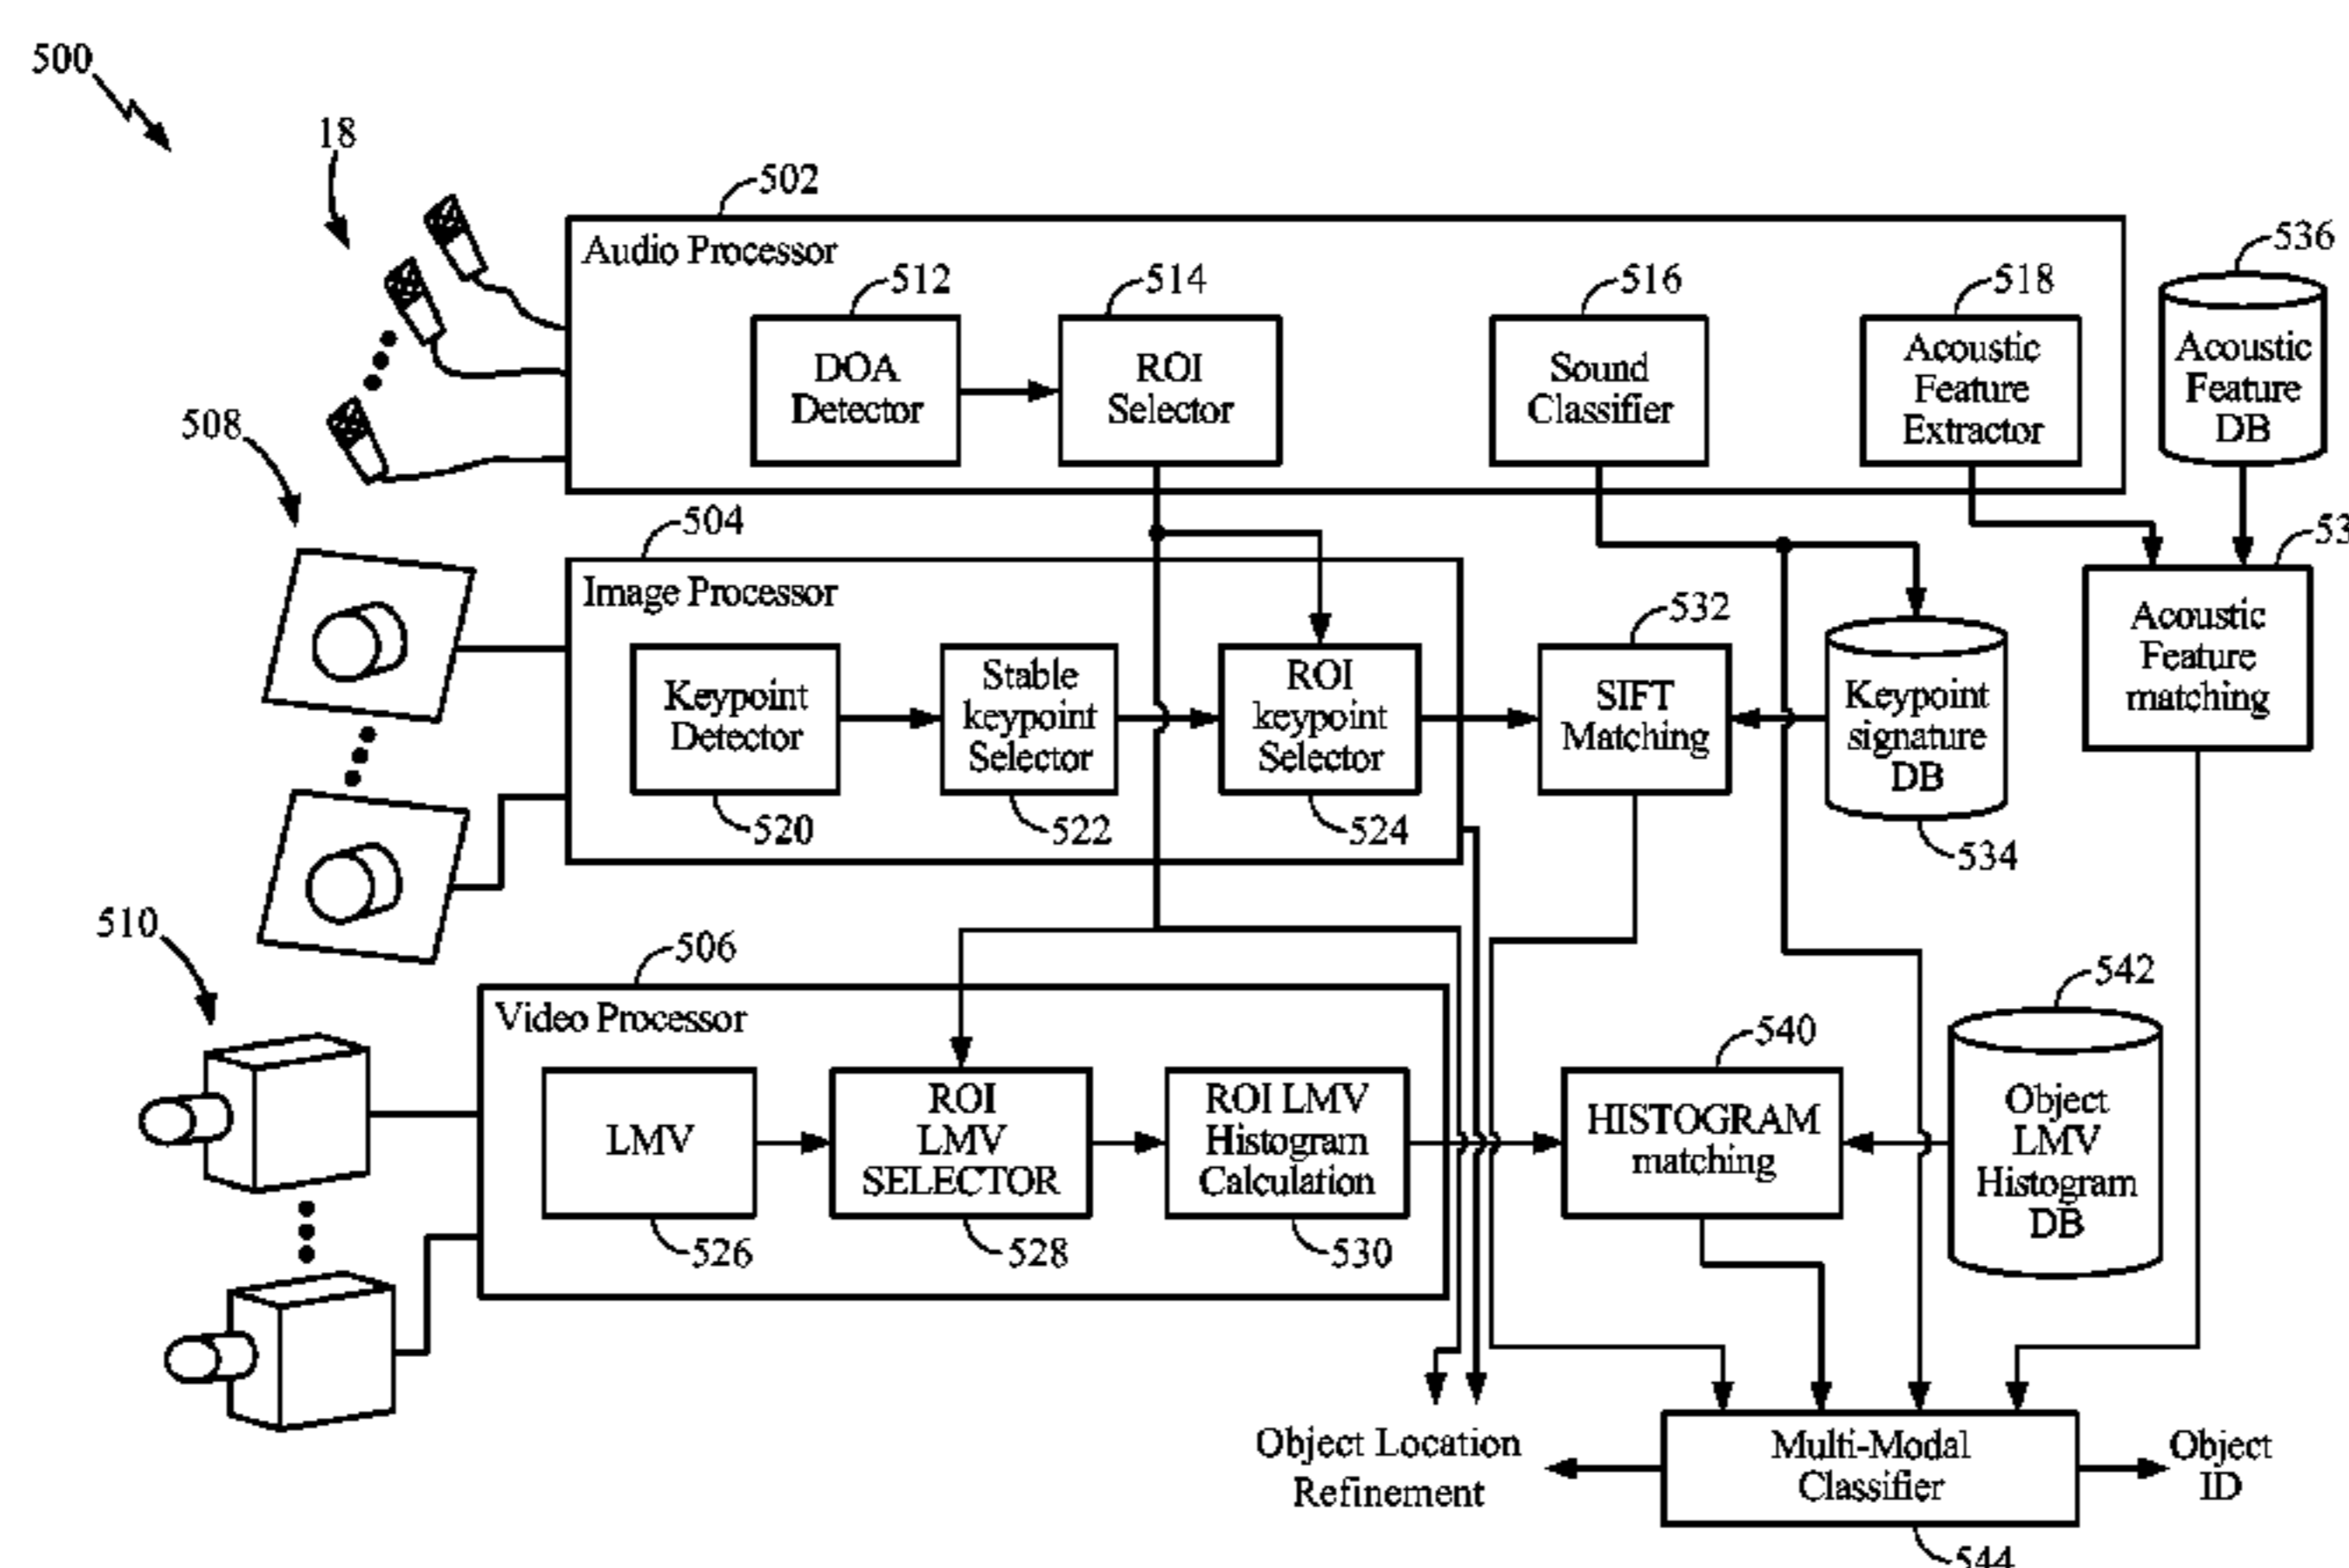 500
18
502
Audio Processor
512
514
516
518
536
DOA
Detector
ROI
Selector
Sound
Classifier
Acoustic
Feature
Extractor
Acoustic
Feature
DB
508
504
Image Processor
Keypoint
Detector
Stable
keypoint
Selector
ROI
keypoint
Selector
532
SIFT
Matching
Keypoint
signature
DB
Acoustic
Feature
matching
520
522
524
534
510
506
Video Processor
LMV
ROI
LMV
SELECTOR
ROI LMV
Histogram
Calculation
540
HISTOGRAM
matching
542
Object
LMV
Histogram
DB
526
528
530
Object Location
Refinement
Multi-Modal
Classifier
Object
ID
544